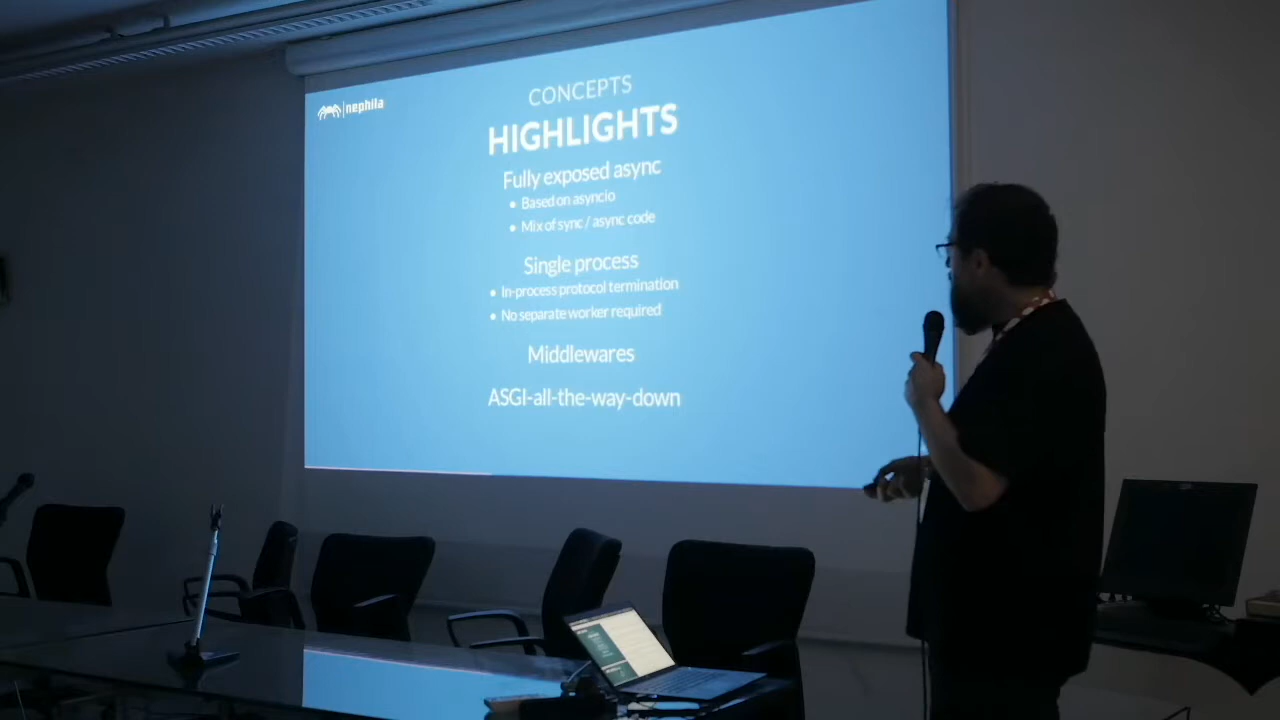 nephila
CONCEPTS
HIGHLIGHTS
Fully exposed async
• Based on asyncio
• Mix of sync / async code
Single process
• In-process protocol termination
• No separate worker required
Middlewares
ASGI-all-the-way-down